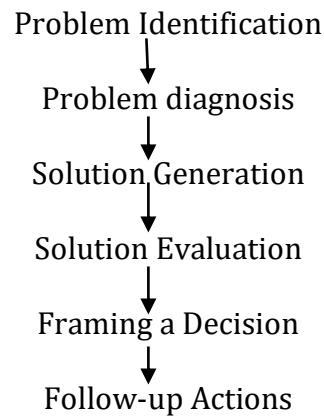 Problem Identification
Problem diagnosis
Solution Generation
Solution Evaluation
Framing a Decision
Follow-up Actions